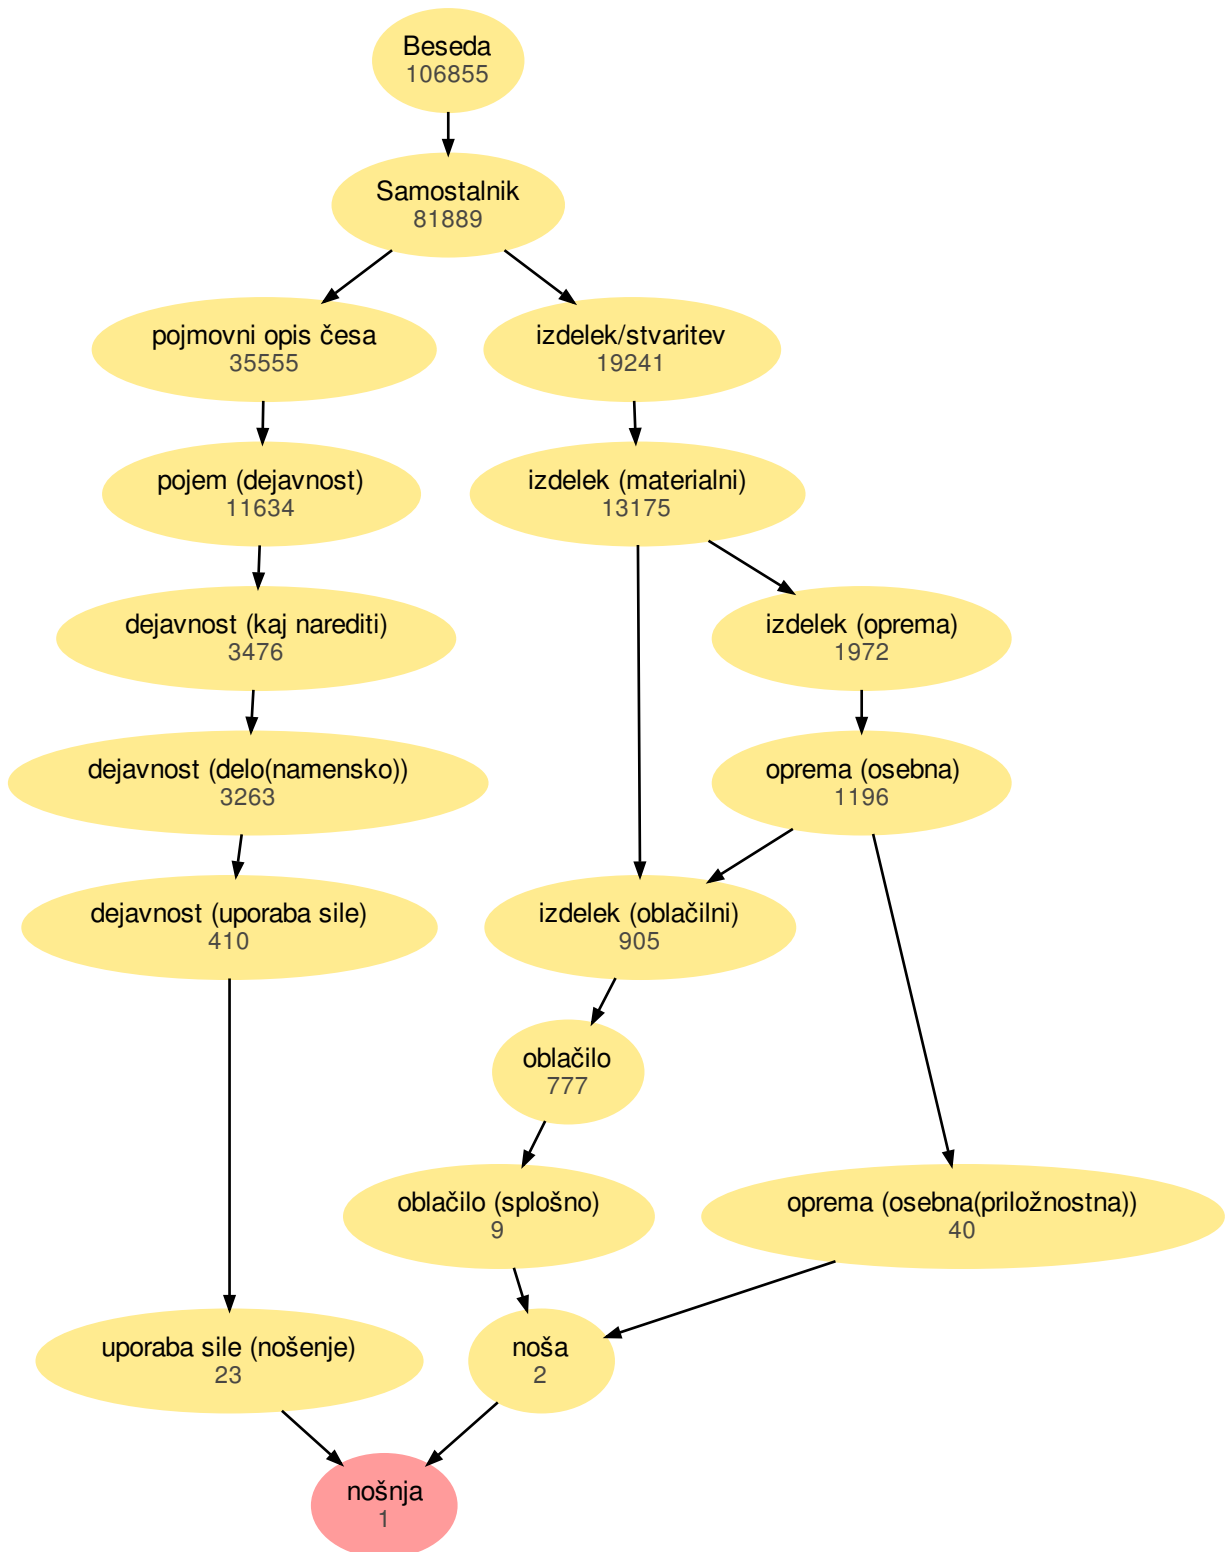 Beseda
106855
Samostalnik
81889
pojmovni opis česa
35555
izdelek/stvaritev
19241
pojem (dejavnost)
11634
izdelek (materialni)
13175
dejavnost (kaj narediti)
3476
izdelek (oprema)
1972
dejavnost (delo(namensko))
3263
oprema (osebna)
1196
dejavnost (uporaba sile)
410
izdelek (oblačilni)
905
oblačilo
777
oblačilo (splošno)
9
oprema (osebna(priložnostna))
40
uporaba sile (nošenje)
23
noša
2
nošnja
1